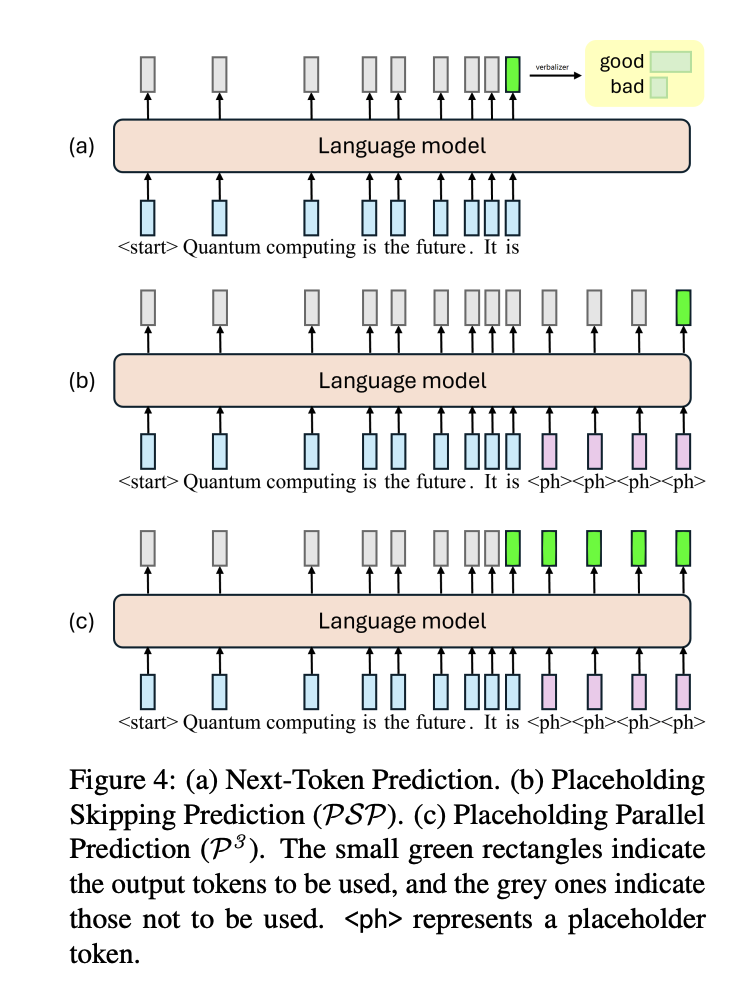 verbalizer
good
bad
(a)
Language model
<start> Quantum computing is the future. It is
(b)
Language model
<start> Quantum computing is the future. It is <ph><ph><ph><ph>
(c)
Language model
<start> Quantum computing is the future. It is <ph><ph><ph><ph>
Figure 4: (a) Next-Token Prediction. (b) Placeholding
Skipping Prediction (𝒫𝒮𝒫). (c) Placeholding Parallel
Prediction (𝒫³). The small green rectangles indicate
the output tokens to be used, and the grey ones indicate
those not to be used. <ph> represents a placeholder
token.